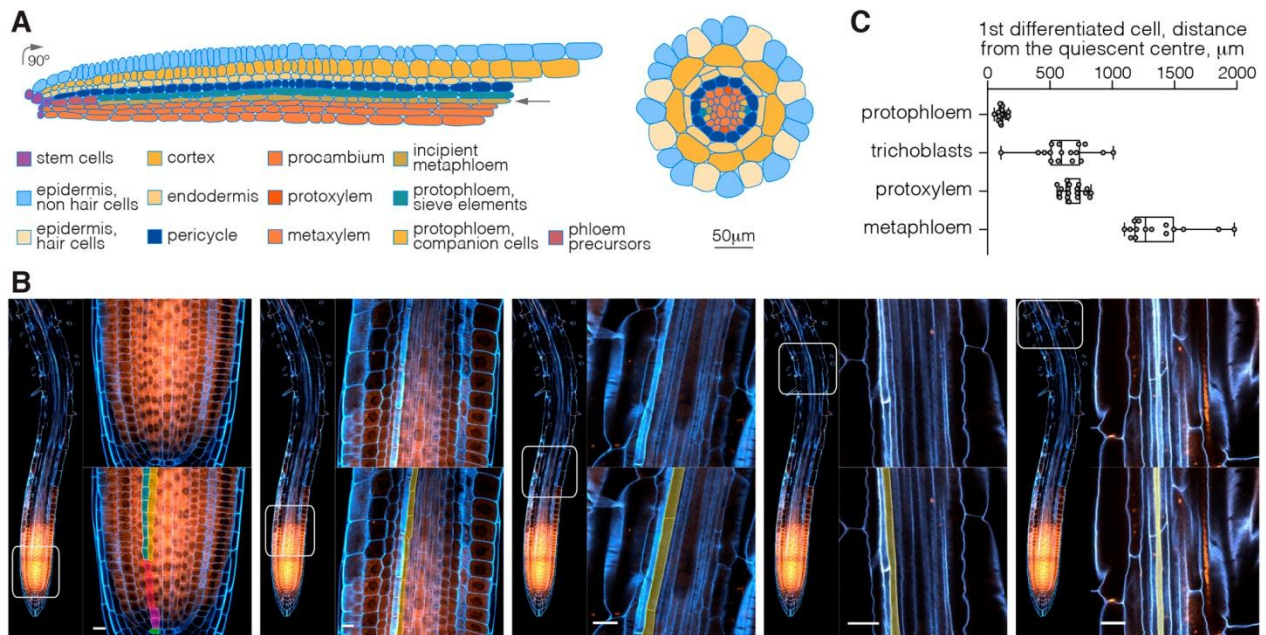 A
90°
stem cells
epidermis,
non hair cells
epidermis,
hair cells
cortex
endodermis
pericycle
procambium
protoxylem
metaxylem
incipient
metaphloem
protophloem,
sieve elements
protophloem,
companion cells
phloem
precursors
50μm
C
1st differentiated cell, distance
from the quiescent centre, μm
0 500 1000 1500 2000
protophloem
trichoblasts
protoxylem
metaphloem
B